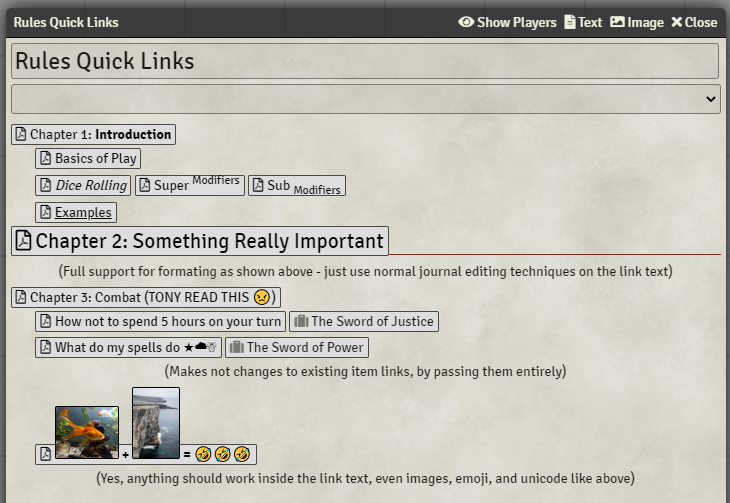 Rules Quick Links Show Players Text Image Close
Rules Quick Links
Chapter 1: Introduction
Basics of Play
Dice Rolling Super Modifiers Sub Modifiers
Examples
Chapter 2: Something Really Important
(Full support for formating as shown above - just use normal journal editing techniques on the link text)
Chapter 3: Combat (TONY READ THIS 😠)
How not to spend 5 hours on your turn The Sword of Justice
What do my spells do ★☁☃ The Sword of Power
(Makes not changes to existing item links, by passing them entirely)
+ = 🤣🤣🤣
(Yes, anything should work inside the link text, even images, emoji, and unicode like above)